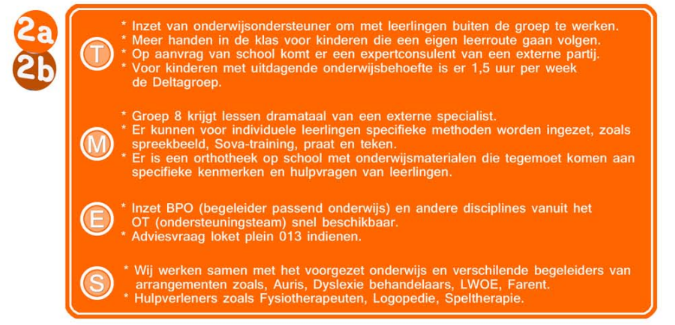 2a
2b
T
* Inzet van onderwijsondersteuner om met leerlingen buiten de groep te werken.
* Meer handen in de klas voor kinderen die een eigen leerroute gaan volgen.
* Op aanvrag van school komt er een expertconsulent van een externe partij.
* Voor kinderen met uitdagende onderwijsbehoefte is er 1,5 uur per week
de Deltagroep.
M
* Groep 8 krijgt lessen dramataal van een externe specialist.
* Er kunnen voor individuele leerlingen specifieke methoden worden ingezet, zoals
spreekbeeld, Sova-training, praat en teken.
* Er is een orthotheek op school met onderwijsmaterialen die tegemoet komen aan
specifieke kenmerken en hulpvragen van leerlingen.
E
* Inzet BPO (begeleider passend onderwijs) en andere disciplines vanuit het
OT (ondersteuningsteam) snel beschikbaar.
* Adviesvraag loket plein 013 indienen.
S
* Wij werken samen met het voorgezet onderwijs en verschilende begeleiders van
arrangementen zoals, Auris, Dyslexie behandelaars, LWOE, Farent.
* Hulpverleners zoals Fysiotherapeuten, Logopedie, Speltherapie.